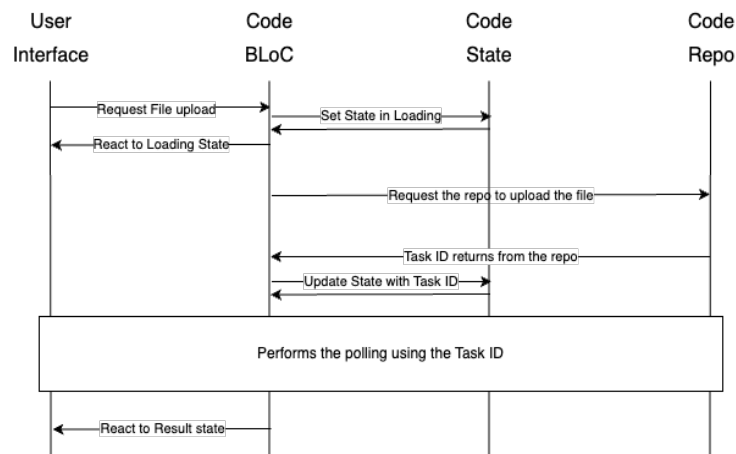 User Interface
Code BLoC
Code State
Code Repo
Request File upload
Set State in Loading
React to Loading State
Request the repo to upload the file
Task ID returns from the repo
Update State with Task ID
Performs the polling using the Task ID
React to Result state